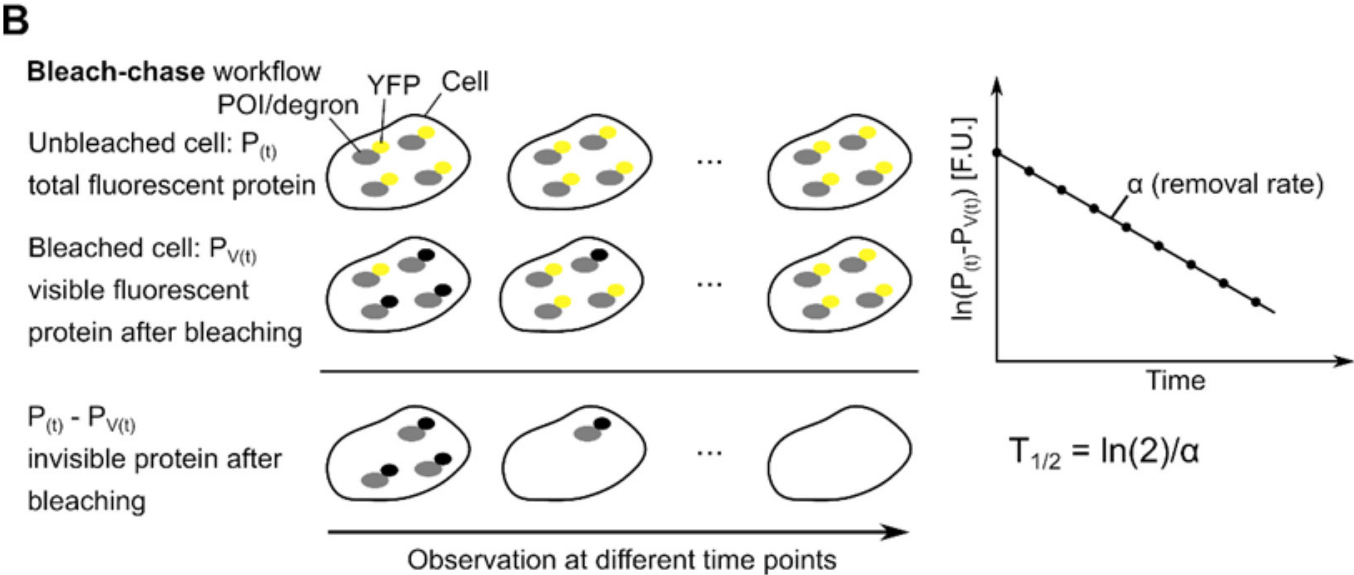 B
Bleach-chase workflow
POI/degron
YFP
Cell
Unbleached cell: P(t)
total fluorescent protein
...
Bleached cell: PV(t)
visible fluorescent
protein after bleaching
...
P(t) - PV(t)
invisible protein after
bleaching
...
Observation at different time points
ln(P(t)-PV(t)) [F.U.]
α (removal rate)
Time
T1/2 = ln(2)/α